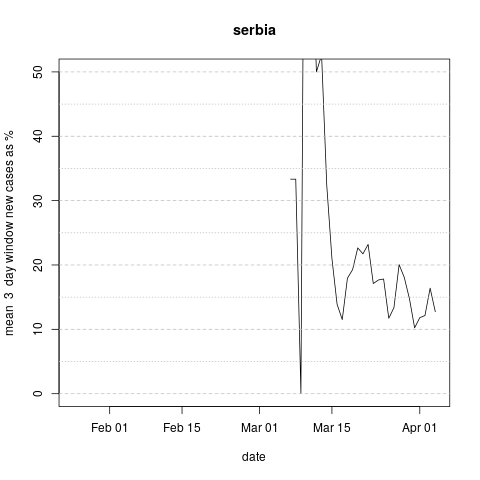 serbia
mean 3 day window new cases as %
50
40
30
20
10
0
Feb 01
Feb 15
Mar 01
Mar 15
Apr 01
date